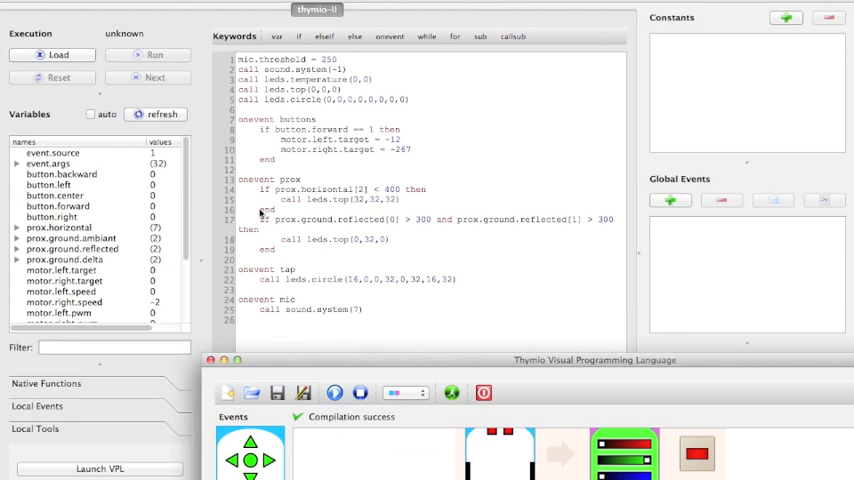 thymio-II
Execution unknown
Load Run
Reset Next
Variables auto refresh
names values
event.source 1
event.args (32)
button.backward 0
button.left 0
button.center 0
button.forward 0
button.right 0
prox.horizontal (7)
prox.ground.ambiant (2)
prox.ground.reflected (2)
prox.ground.delta (2)
motor.left.target 0
motor.right.target 0
motor.left.speed 0
motor.right.speed -2
motor.left.pwm 0
Filter:
Native Functions
Local Events
Local Tools
Launch VPL
Keywords var if elseif else onevent while for sub callsub
1 mic.threshold = 250
2 call sound.system(-1)
3 call leds.temperature(0,0)
4 call leds.top(0,0,0)
5 call leds.circle(0,0,0,0,0,0,0,0)
6
7 onevent buttons
8 if button.forward == 1 then
9 motor.left.target = -12
10 motor.right.target = -267
11 end
12
13 onevent prox
14 if prox.horizontal[2] < 400 then
15 call leds.top(32,32,32)
16 end
17 if prox.ground.reflected[0] > 300 and prox.ground.reflected[1] > 300
then
18 call leds.top(0,32,0)
19 end
20
21 onevent tap
22 call leds.circle(16,0,0,32,0,32,16,32)
23
24 onevent mic
25 call sound.system(7)
26
Constants
Global Events
Thymio Visual Programming Language
Events Compilation success